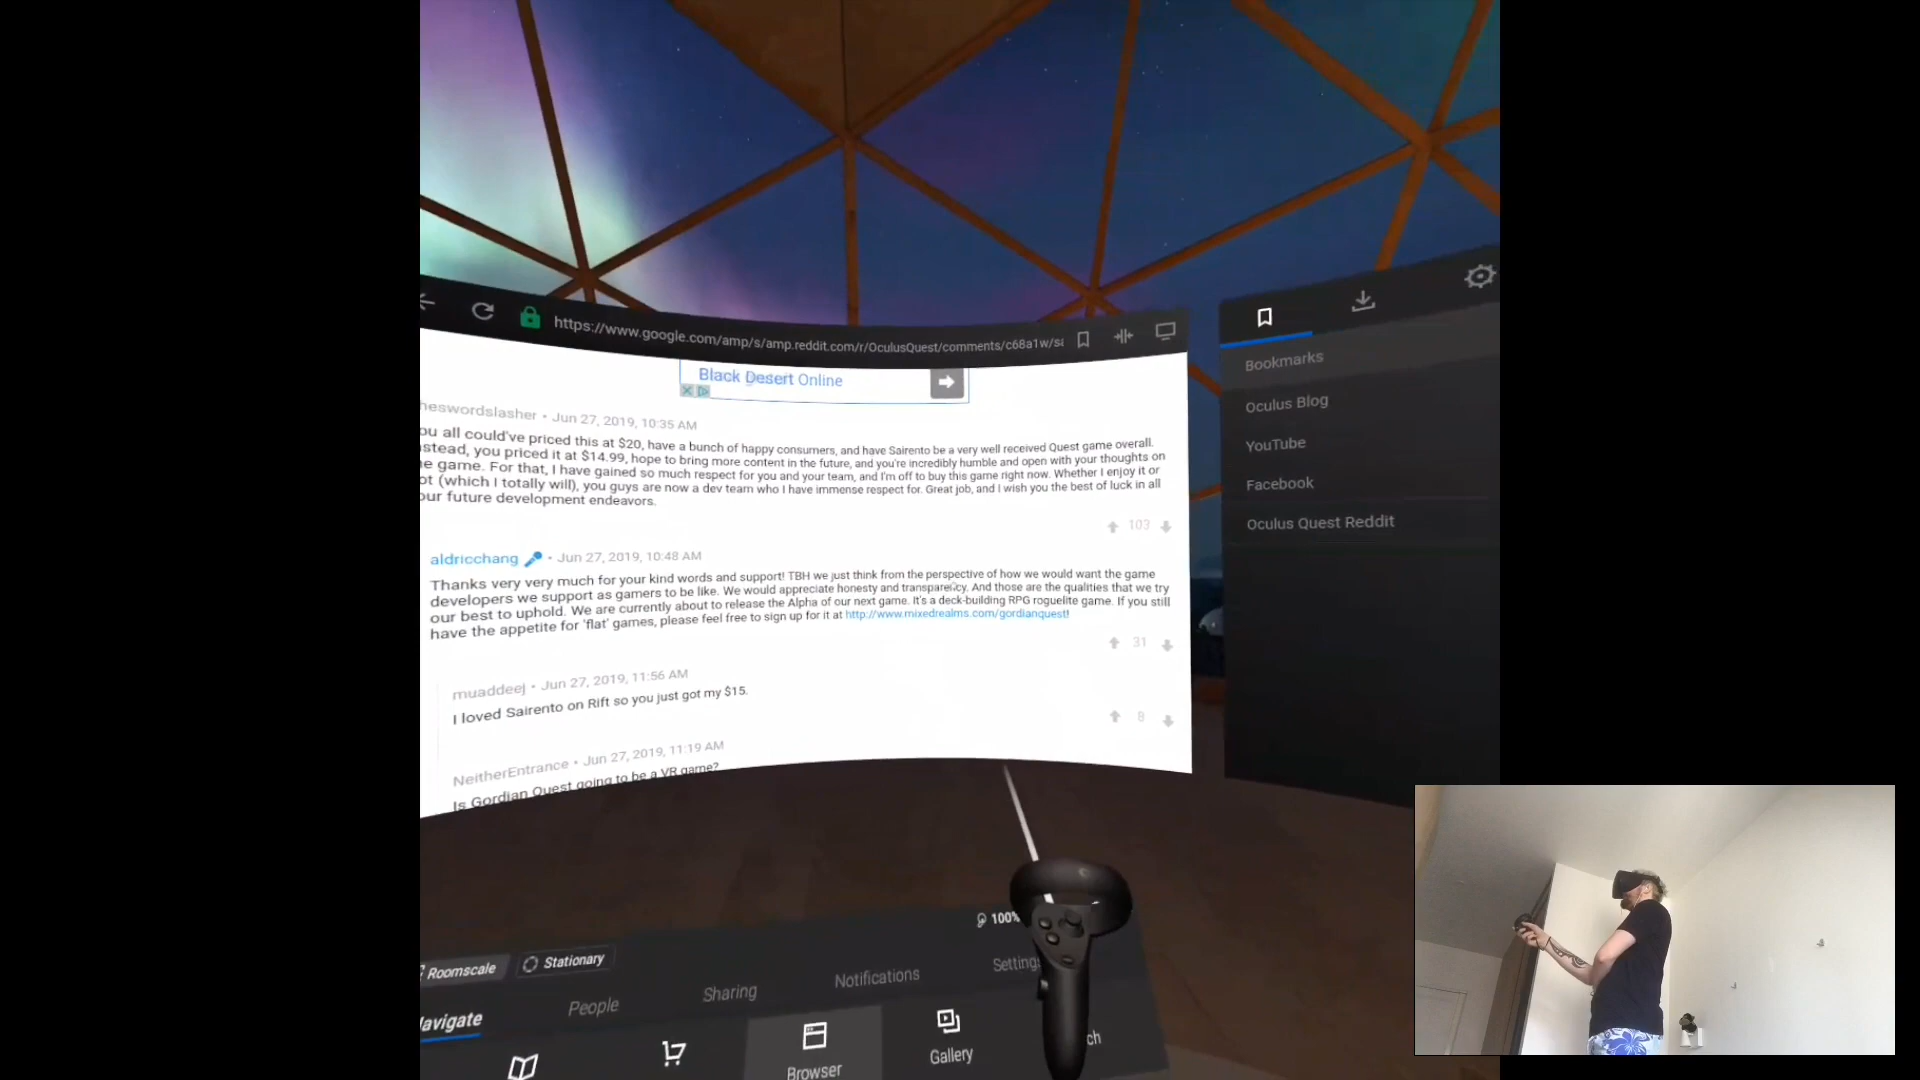 https://www.google.com/amp/s/amp.reddit.com/r/OculusQuest/comments/c68a1w/sa
Black Desert Online
heswordslasher • Jun 27, 2019, 10:35 AM
ou all could've priced this at $20, have a bunch of happy consumers, and have Sairento be a very well received Quest game overall.
nstead, you priced it at $14.99, hope to bring more content in the future, and you're incredibly humble and open with your thoughts on
he game. For that, I have gained so much respect for you and your team, and I'm off to buy this game right now. Whether I enjoy it or
ot (which I totally will), you guys are now a dev team who I have immense respect for. Great job, and I wish you the best of luck in all
our future development endeavors.
103
aldricchang • Jun 27, 2019, 10:48 AM
Thanks very very much for your kind words and support! TBH we just think from the perspective of how we would want the game
developers we support as gamers to be like. We would appreciate honesty and transparency. And those are the qualities that we try
our best to uphold. We are currently about to release the Alpha of our next game. It's a deck-building RPG roguelite game. If you still
have the appetite for 'flat' games, please feel free to sign up for it at http://www.mixedrealms.com/gordianquest!
31
muaddeej • Jun 27, 2019, 11:56 AM
I loved Sairento on Rift so you just got my $15.
8
NeitherEntrance • Jun 27, 2019, 11:19 AM
Is Gordian Quest going to be a VR game?
Bookmarks
Oculus Blog
YouTube
Facebook
Oculus Quest Reddit
100%
Roomscale
Stationary
Navigate
People
Sharing
Notifications
Settings
Browser
Gallery
ch